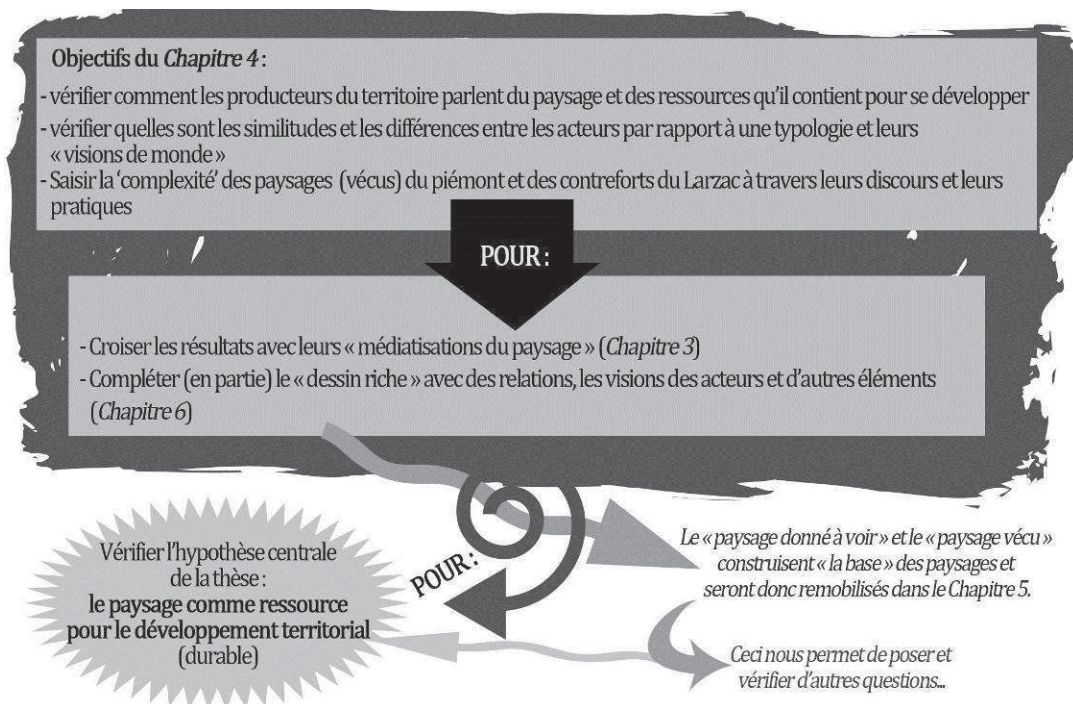 Objectifs du Chapitre 4 :
- vérifier comment les producteurs du territoire parlent du paysage et des ressources qu'il contient pour se développer
- vérifier quelles sont les similitudes et les différences entre les acteurs par rapport à une typologie et leurs
« visions de monde »
- Saisir la 'complexité' des paysages (vécus) du piémont et des contreforts du Larzac à travers leurs discours et leurs
pratiques
POUR :
- Croiser les résultats avec leurs « médiatisations du paysage » (Chapitre 3)
- Compléter (en partie) le « dessin riche » avec des relations, les visions des acteurs et d'autres éléments
(Chapitre 6)
POUR :
Vérifier l'hypothèse centrale
de la thèse :
le paysage comme ressource
pour le développement territorial
(durable)
Le « paysage donné à voir » et le « paysage vécu »
construisent « la base » des paysages et
seront donc remobilisés dans le Chapitre 5.
Ceci nous permet de poser et
vérifier d'autres questions...